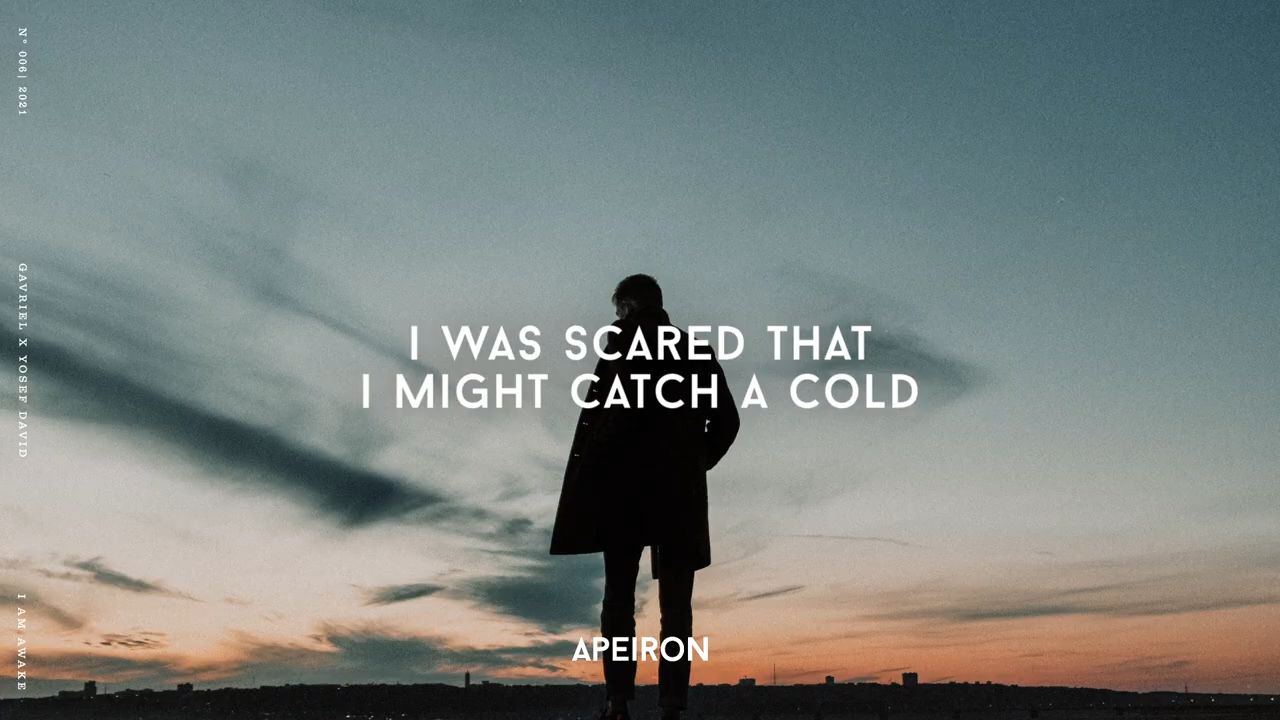 N° 006| 2021
GAVRIEL X YOSEF DAVID
I AM AWAKE
I WAS SCARED THAT
I MIGHT CATCH A COLD
APEIRON